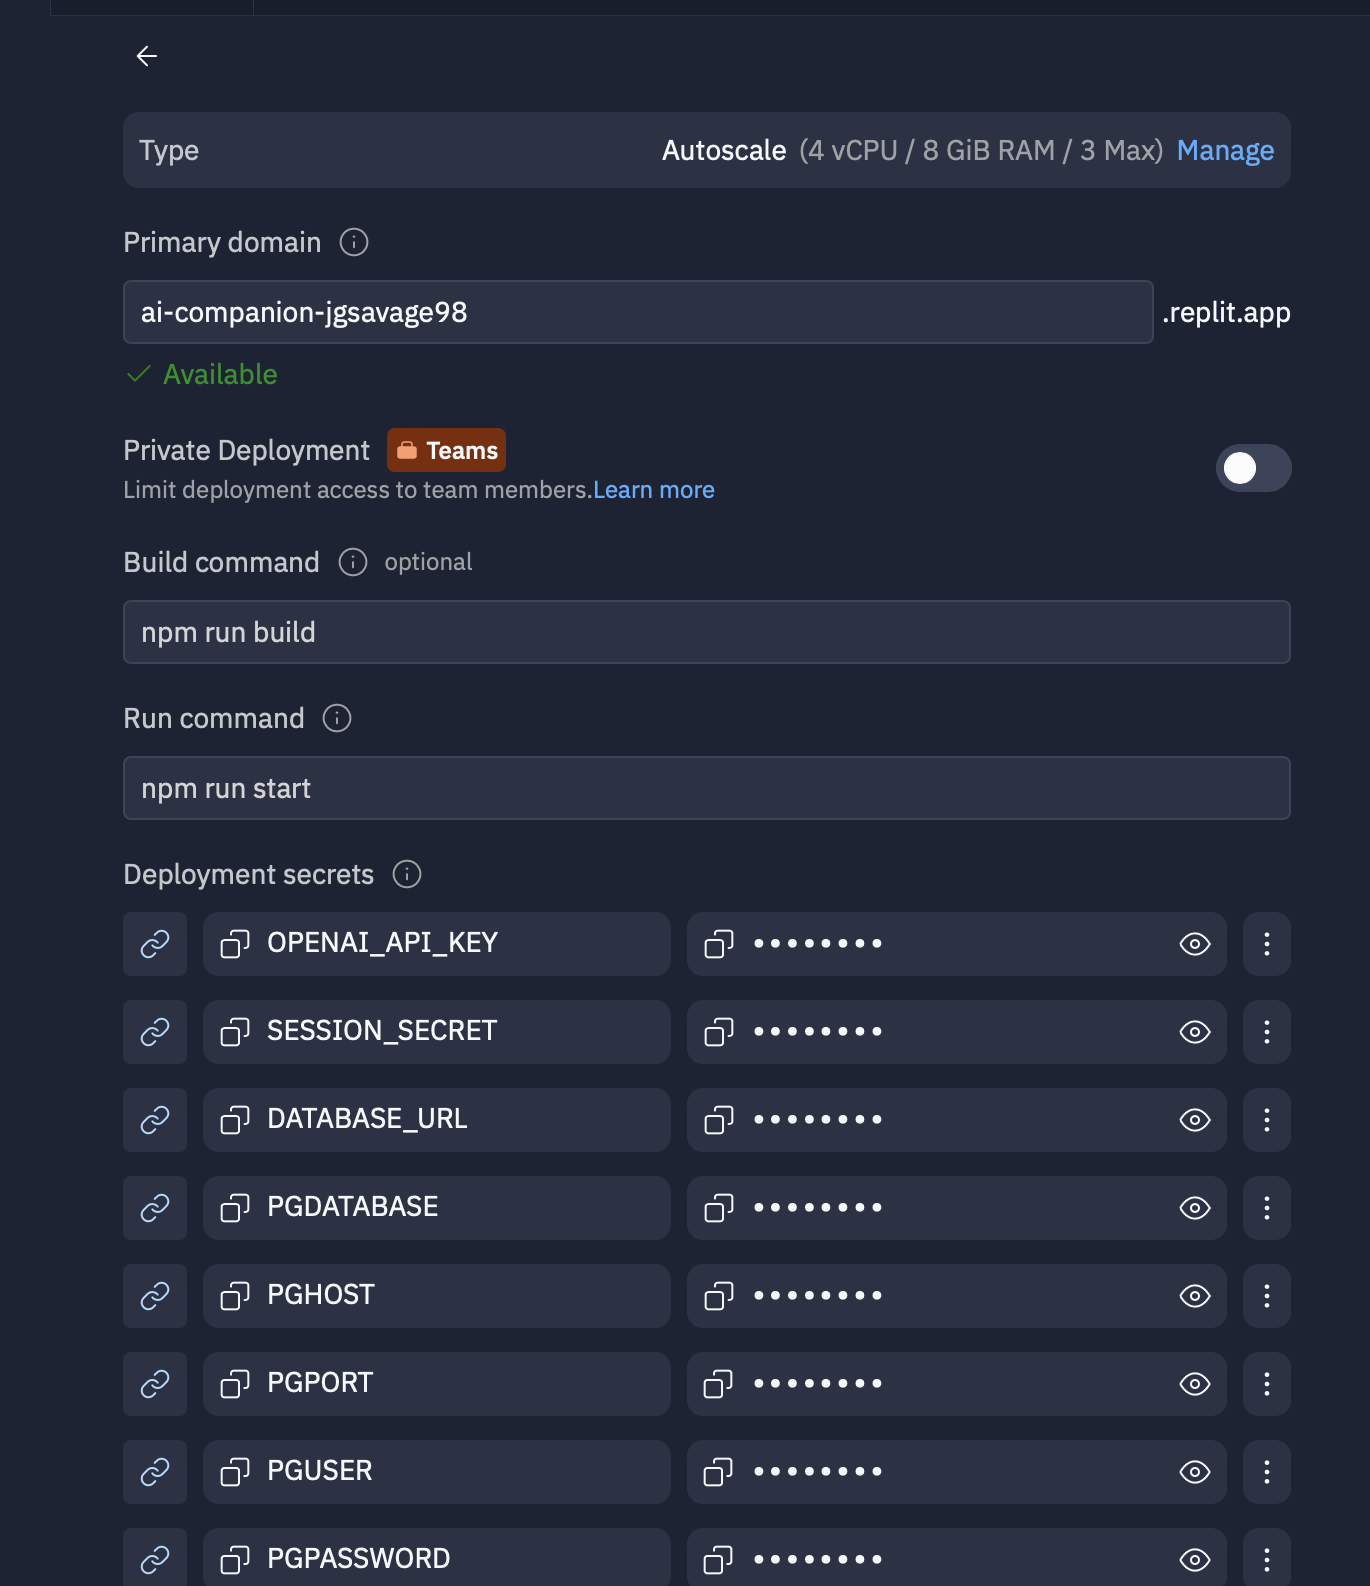 Type Autoscale (4 vCPU / 8 GiB RAM / 3 Max) Manage
Primary domain
ai-companion-jgsavage98 .replit.app
Available
Private Deployment Teams
Limit deployment access to team members.Learn more
Build command optional
npm run build
Run command
npm run start
Deployment secrets
OPENAI_API_KEY ••••••••
SESSION_SECRET ••••••••
DATABASE_URL ••••••••
PGDATABASE ••••••••
PGHOST ••••••••
PGPORT ••••••••
PGUSER ••••••••
PGPASSWORD ••••••••